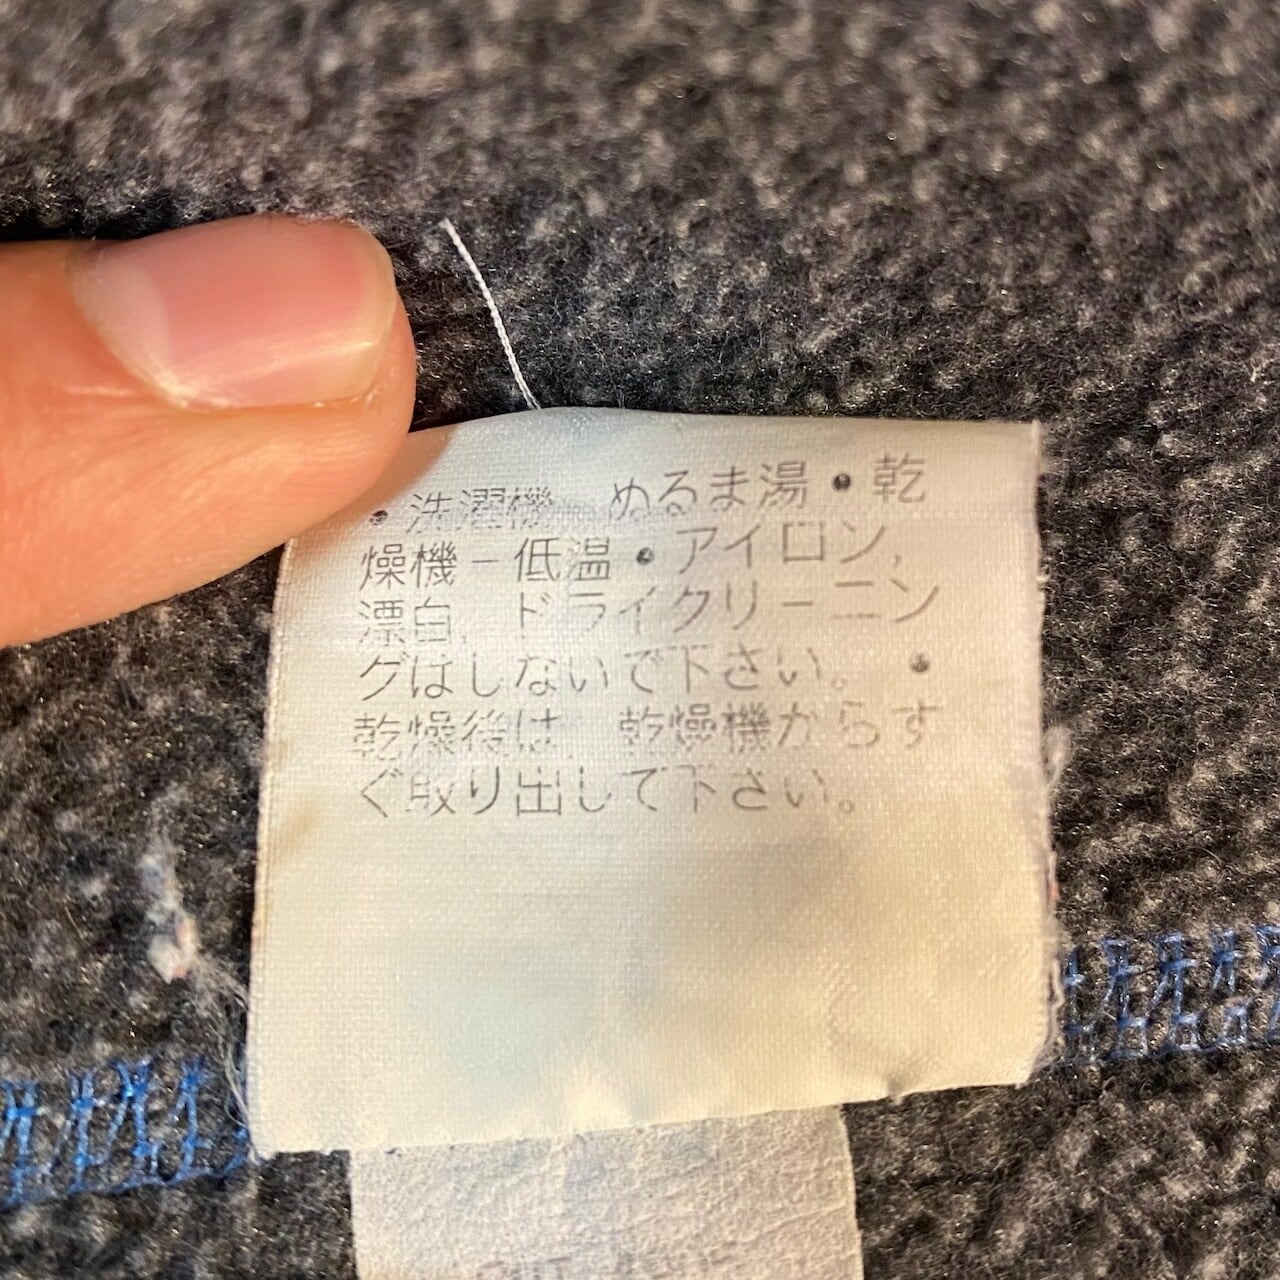 ・洗濯機 ぬるま湯・乾
燥機－低温・アイロン,
漂白, ドライクリーニン
グはしないで下さい。・
乾燥後は, 乾燥機からす
ぐ取り出して下さい。